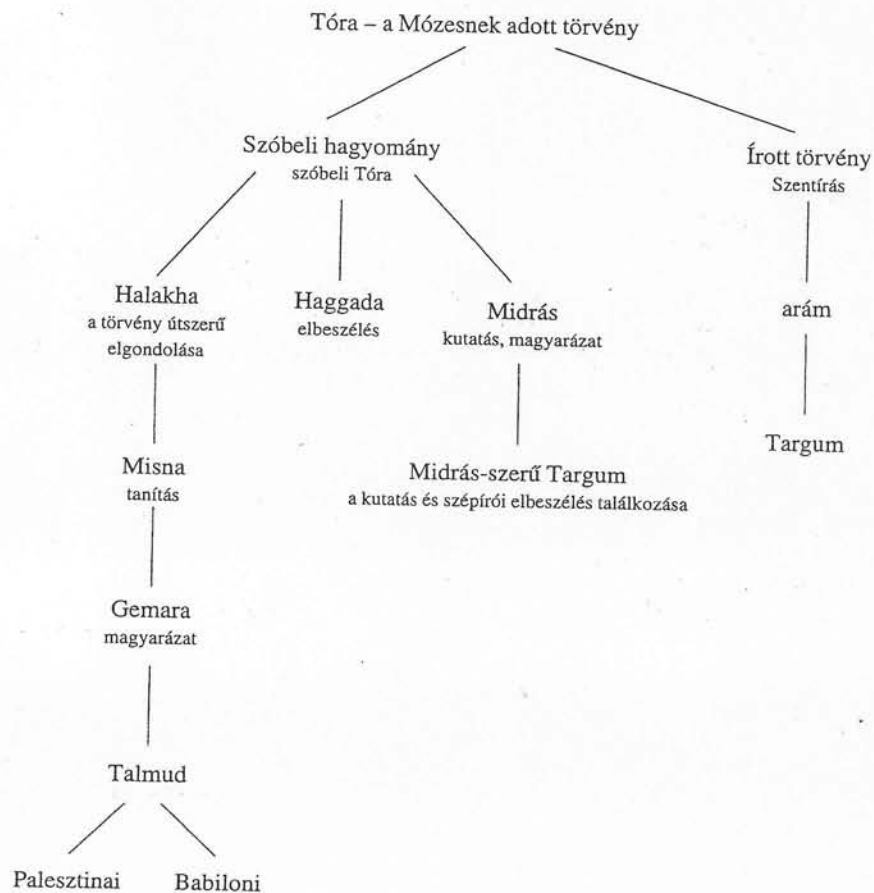 Tóra – a Mózesnek adott törvény
Szóbeli hagyomány
szóbeli Tóra
Írott törvény
Szentírás
Halakha
a törvény útszerű
elgondolása
Haggada
elbeszélés
Midrás
kutatás, magyarázat
arám
Misna
tanítás
Midrás-szerű Targum
a kutatás és szépírói elbeszélés találkozása
Targum
Gemara
magyarázat
Talmud
Palesztinai
Babiloni